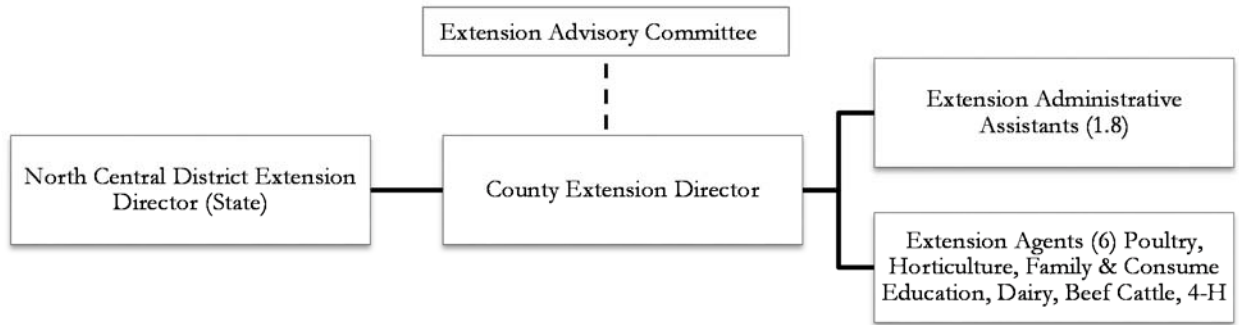 Extension Advisory Committee
North Central District Extension
Director (State)
County Extension Director
Extension Administrative
Assistants (1.8)
Extension Agents (6) Poultry,
Horticulture, Family & Consume
Education, Dairy, Beef Cattle, 4-H